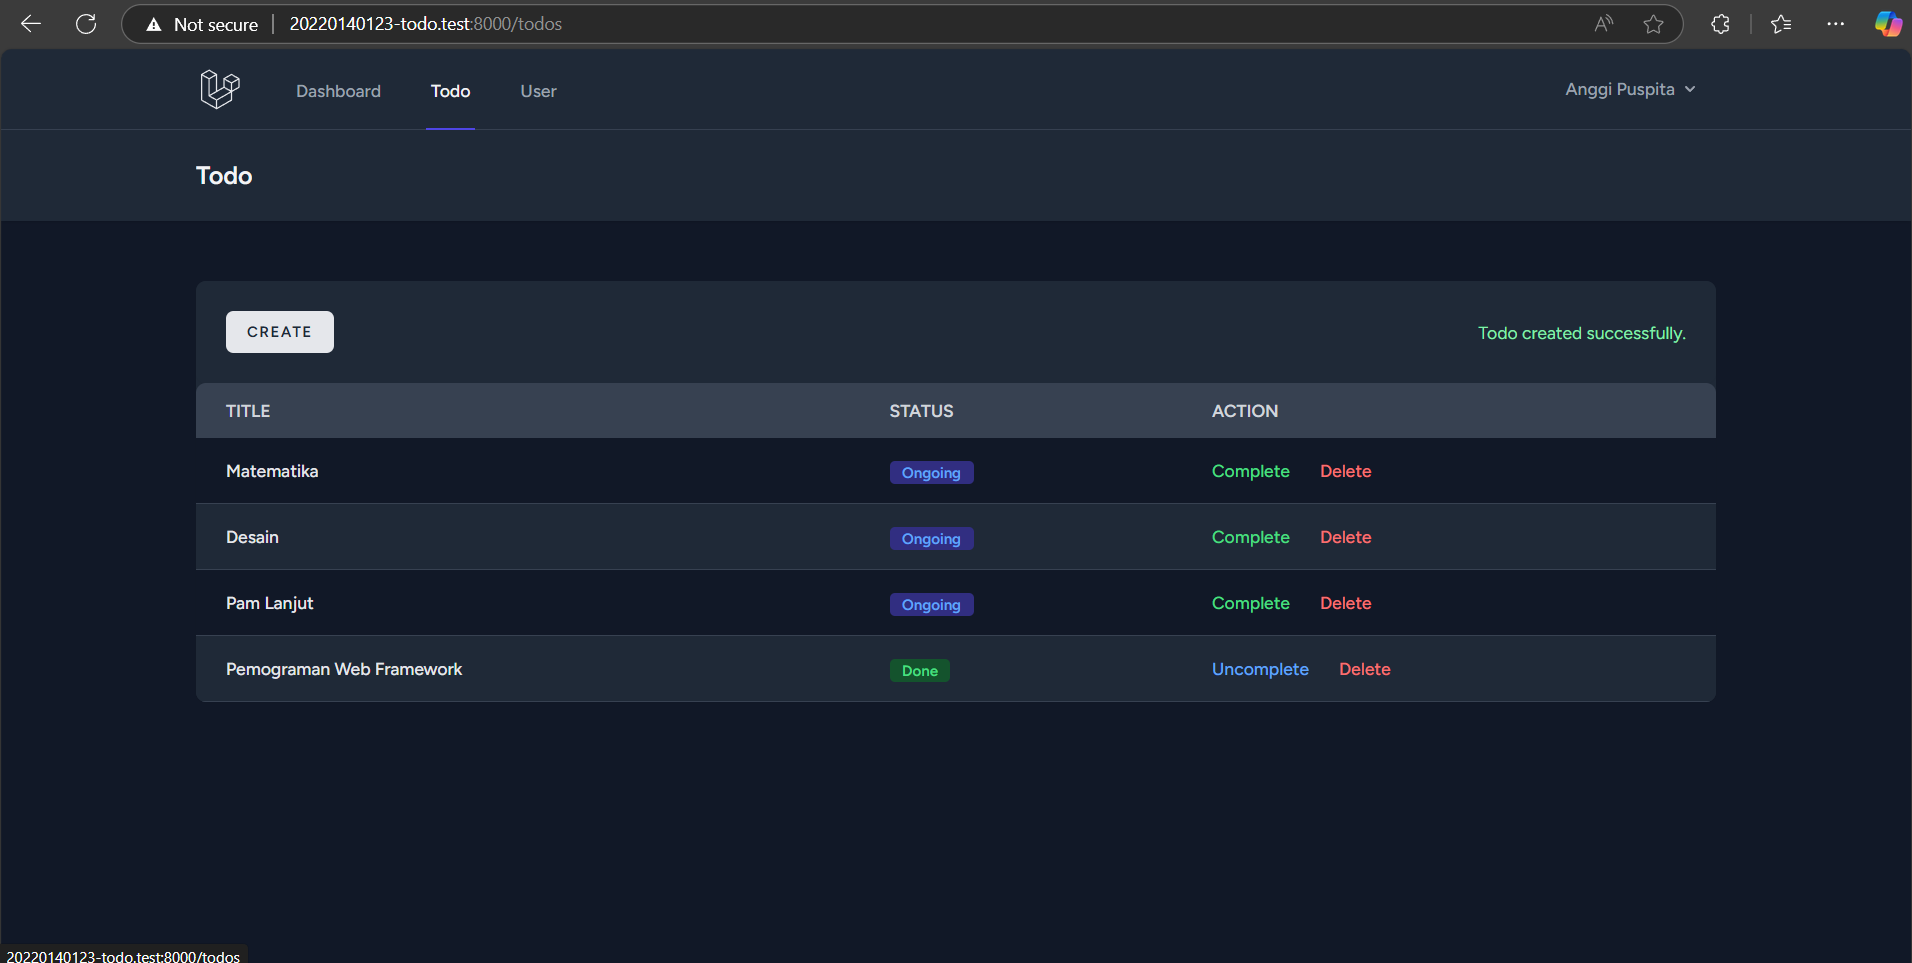 Not secure | 20220140123-todo.test:8000/todos
Dashboard Todo User Anggi Puspita
Todo
CREATE Todo created successfully.
TITLE STATUS ACTION
Matematika Ongoing Complete Delete
Desain Ongoing Complete Delete
Pam Lanjut Ongoing Complete Delete
Pemograman Web Framework Done Uncomplete Delete
20220140123-todo.test:8000/todos